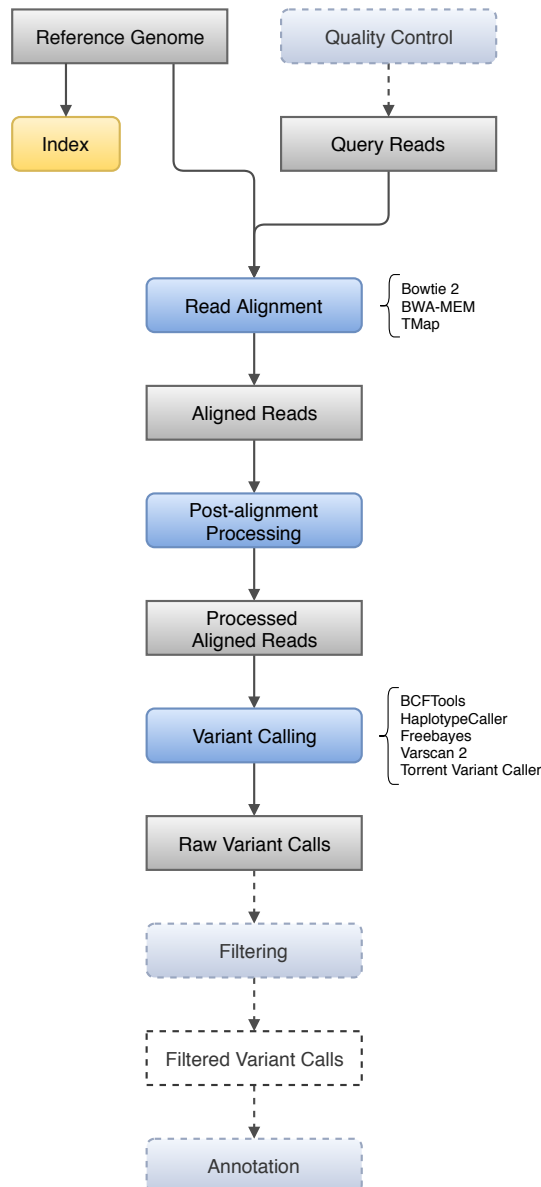 Reference Genome
Quality Control
Index
Query Reads
Read Alignment
Bowtie 2
BWA-MEM
TMap
Aligned Reads
Post-alignment
Processing
Processed
Aligned Reads
Variant Calling
BCFTools
HaplotypeCaller
Freebayes
Varscan 2
Torrent Variant Caller
Raw Variant Calls
Filtering
Filtered Variant Calls
Annotation